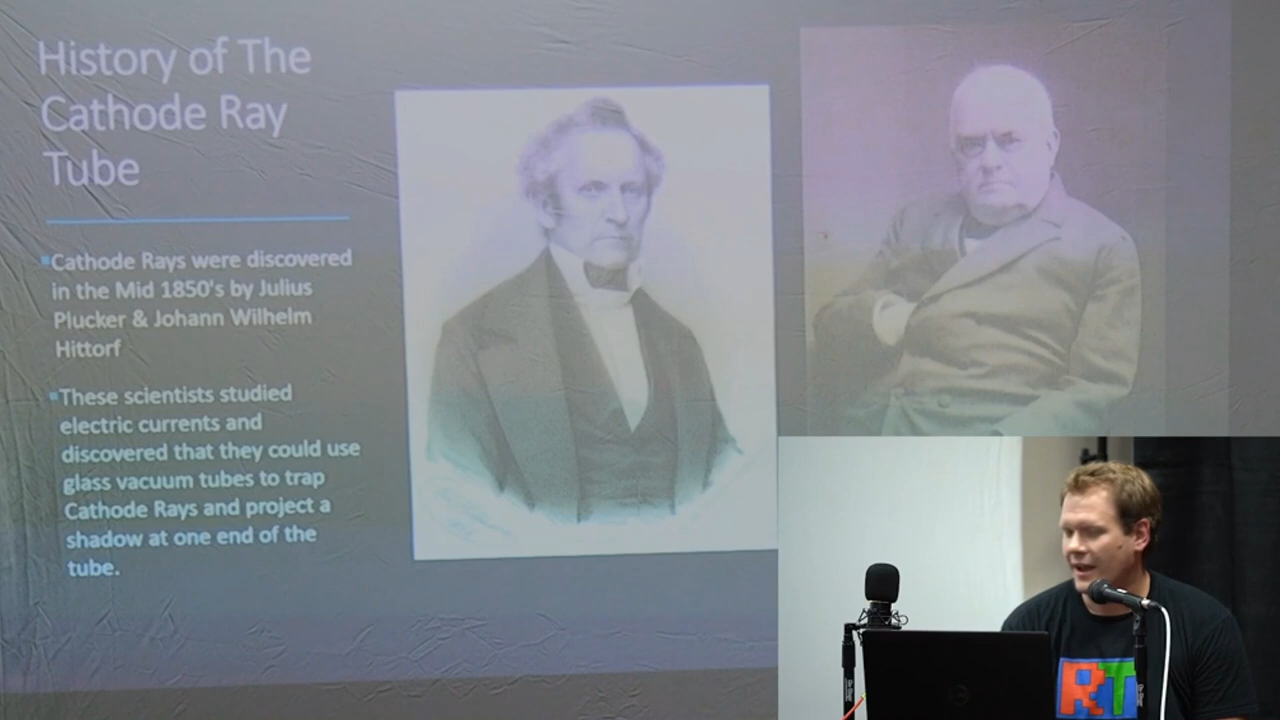 History of The
Cathode Ray
Tube
Cathode Rays were discovered
in the Mid 1850's by Julius
Plucker & Johann Wilhelm
Hittorf
These scientists studied
electric currents and
discovered that they could use
glass vacuum tubes to trap
Cathode Rays and project a
shadow at one end of the
tube.
RT